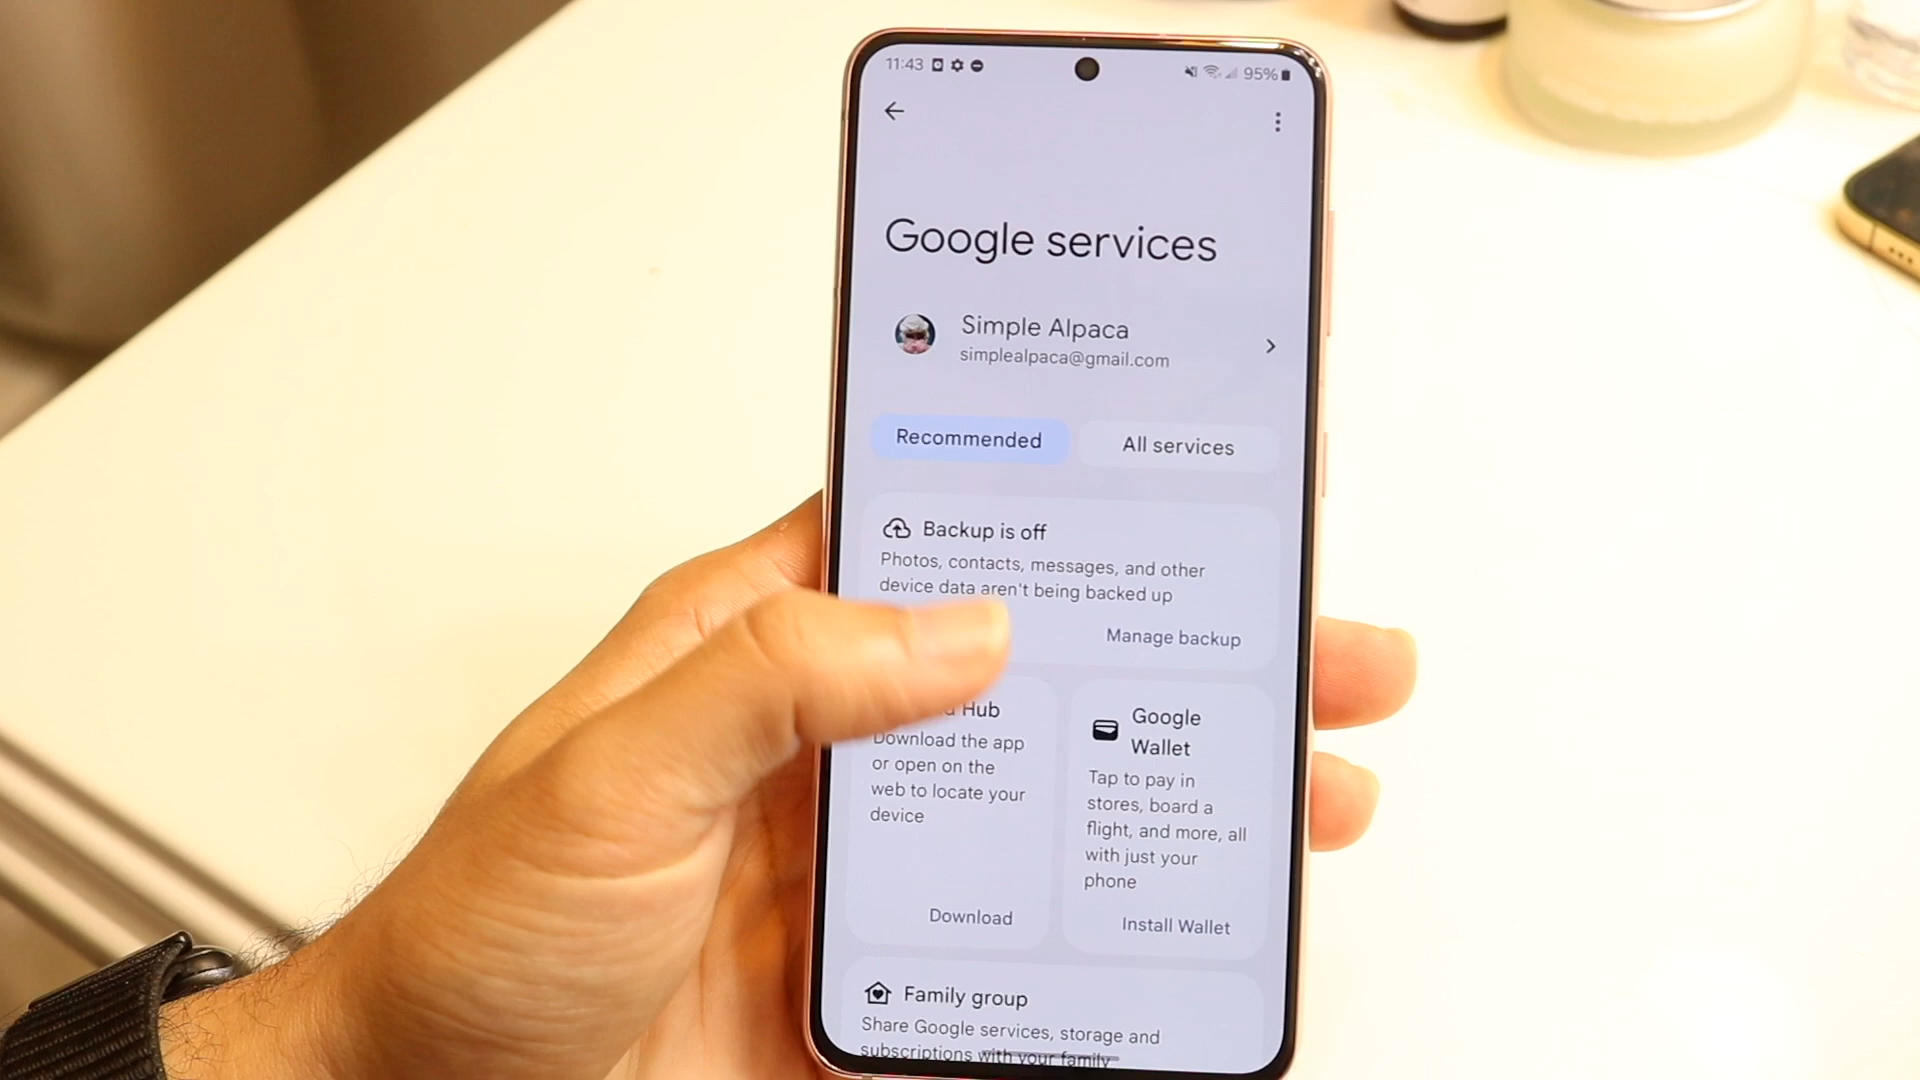 11:43
95%
Google services
Simple Alpaca
simplealpaca@gmail.com
Recommended
All services
Backup is off
Photos, contacts, messages, and other
device data aren't being backed up
Manage backup
Hub
Download the app
or open on the
web to locate your
device
Download
Google
Wallet
Tap to pay in
stores, board a
flight, and more, all
with just your
phone
Install Wallet
Family group
Share Google services, storage and
subscriptions with your family